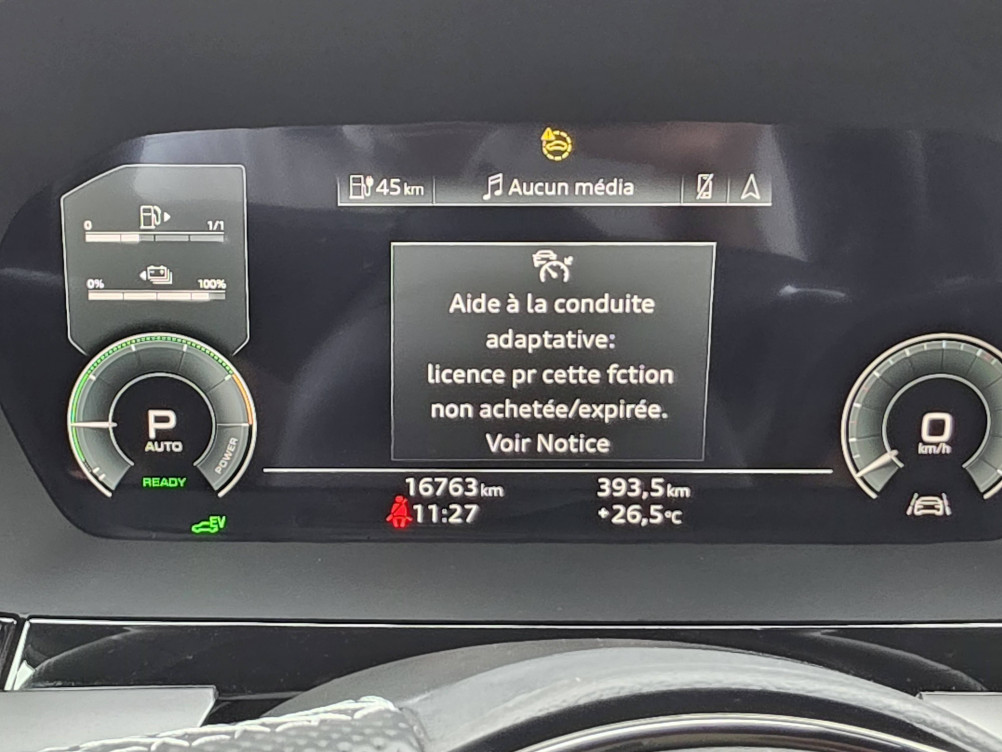 45 km
Aucun média
0 1/1
0% 100%
Aide à la conduite
adaptative:
licence pr cette fction
non achetée/expirée.
Voir Notice
P
AUTO
POWER
READY
EV
0
km/h
16763 km 393,5 km
11:27 +26,5 °C